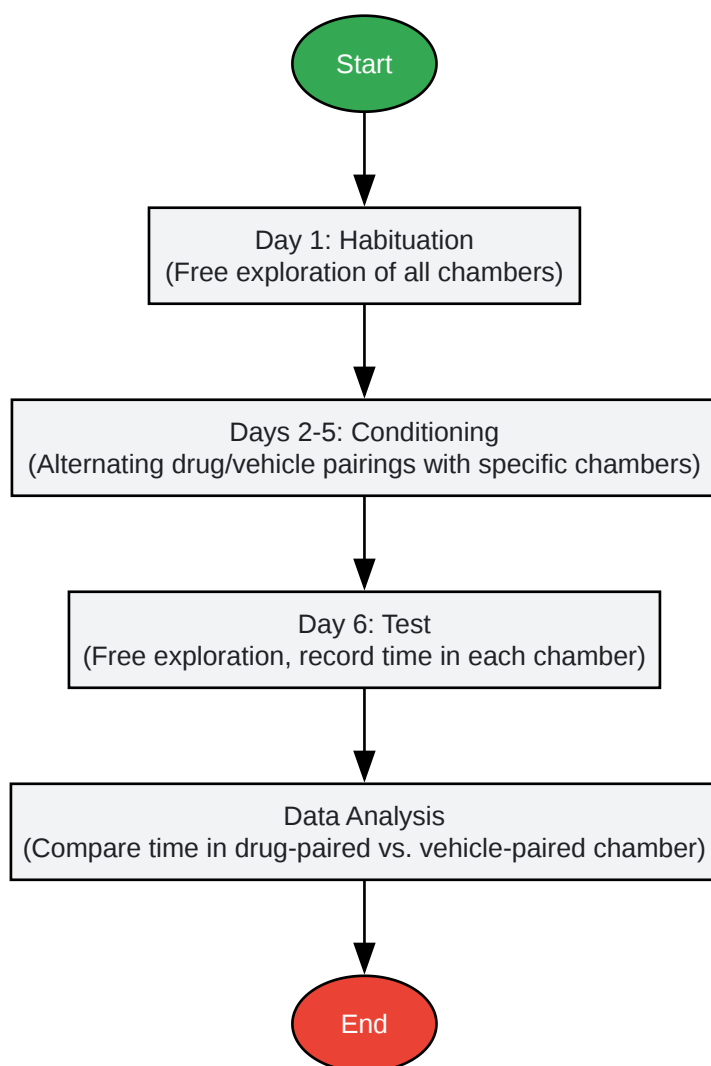 Start
Day 1: Habituation
(Free exploration of all chambers)
Days 2-5: Conditioning
(Alternating drug/vehicle pairings with specific chambers)
Day 6: Test
(Free exploration, record time in each chamber)
Data Analysis
(Compare time in drug-paired vs. vehicle-paired chamber)
End